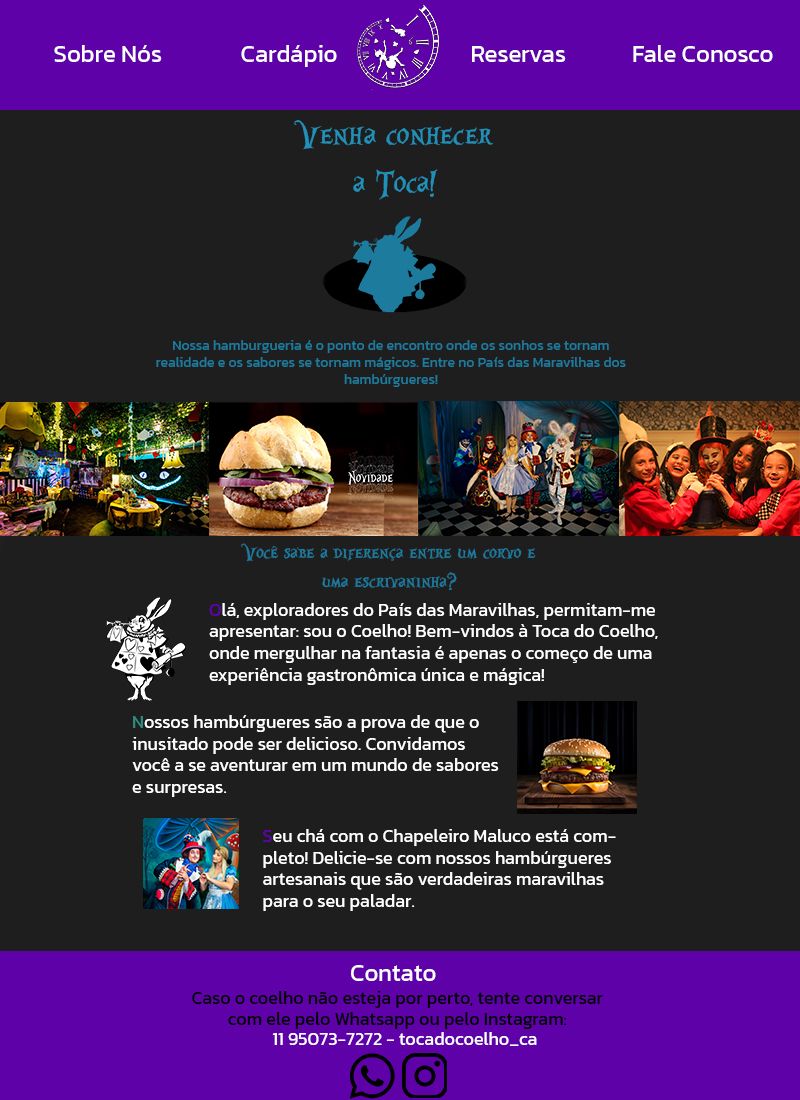 Sobre Nós Cardápio Reservas Fale Conosco
Venha conhecer
a Toca!
Nossa hamburgueria é o ponto de encontro onde os sonhos se tornam
realidade e os sabores se tornam mágicos. Entre no País das Maravilhas dos
hambúrgueres!
Novidade
Você sabe a diferença entre um corvo e
uma escrivaninha?
Olá, exploradores do País das Maravilhas, permitam-me
apresentar: sou o Coelho! Bem-vindos à Toca do Coelho,
onde mergulhar na fantasia é apenas o começo de uma
experiência gastronômica única e mágica!
Nossos hambúrgueres são a prova de que o
inusitado pode ser delicioso. Convidamos
você a se aventurar em um mundo de sabores
e surpresas.
Seu chá com o Chapeleiro Maluco está com-
pleto! Delicie-se com nossos hambúrgueres
artesanais que são verdadeiras maravilhas
para o seu paladar.
Contato
Caso o coelho não esteja por perto, tente conversar
com ele pelo Whatsapp ou pelo Instagram:
11 95073-7272 - tocadocoelho_ca